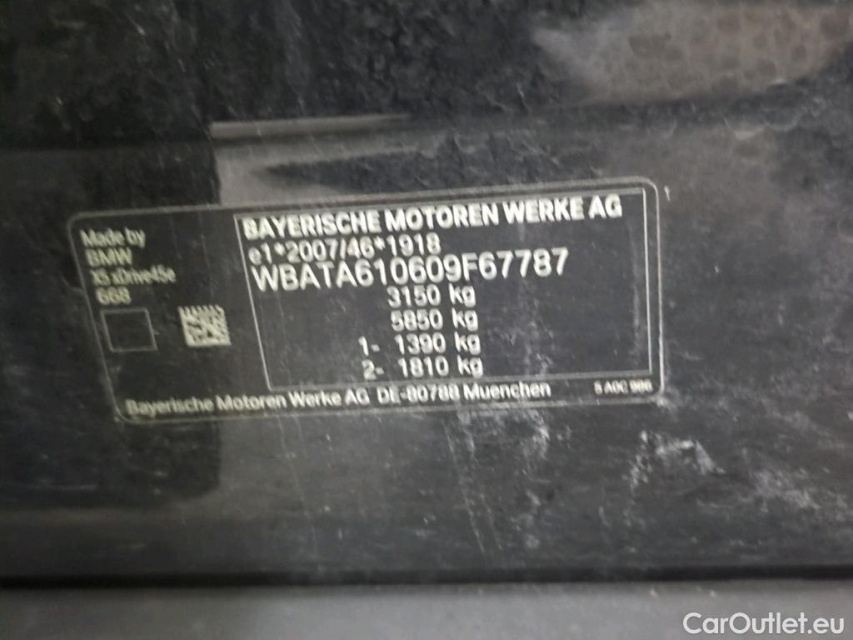 Made by
BMW
X5 xDrive45e
668
BAYERISCHE MOTOREN WERKE AG
e1*2007/46*1918
WBATA610609F67787
3150 kg
5850 kg
1- 1390 kg
2- 1810 kg
Bayerische Motoren Werke AG DE-80788 Muenchen
CarOutlet.eu